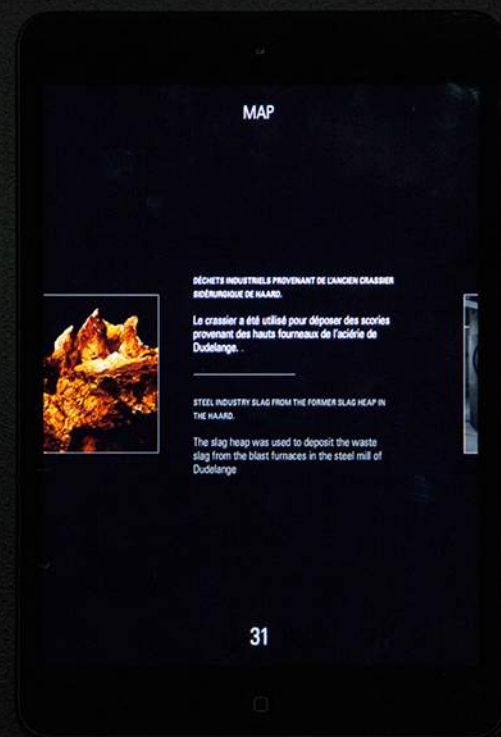 MAP
DÉCHETS INDUSTRIELS PROVENANT DE L'ANCIEN CRASSIER
SIDÉRURGIQUE DE HAARD.
Le crassier a été utilisé pour déposer des scories
provenant des hauts fourneaux de l'aciérie de
Dudelange. .
STEEL INDUSTRY SLAG FROM THE FORMER SLAG HEAP IN
THE HAARD.
The slag heap was used to deposit the waste
slag from the blast furnaces in the steel mill of
Dudelange
31